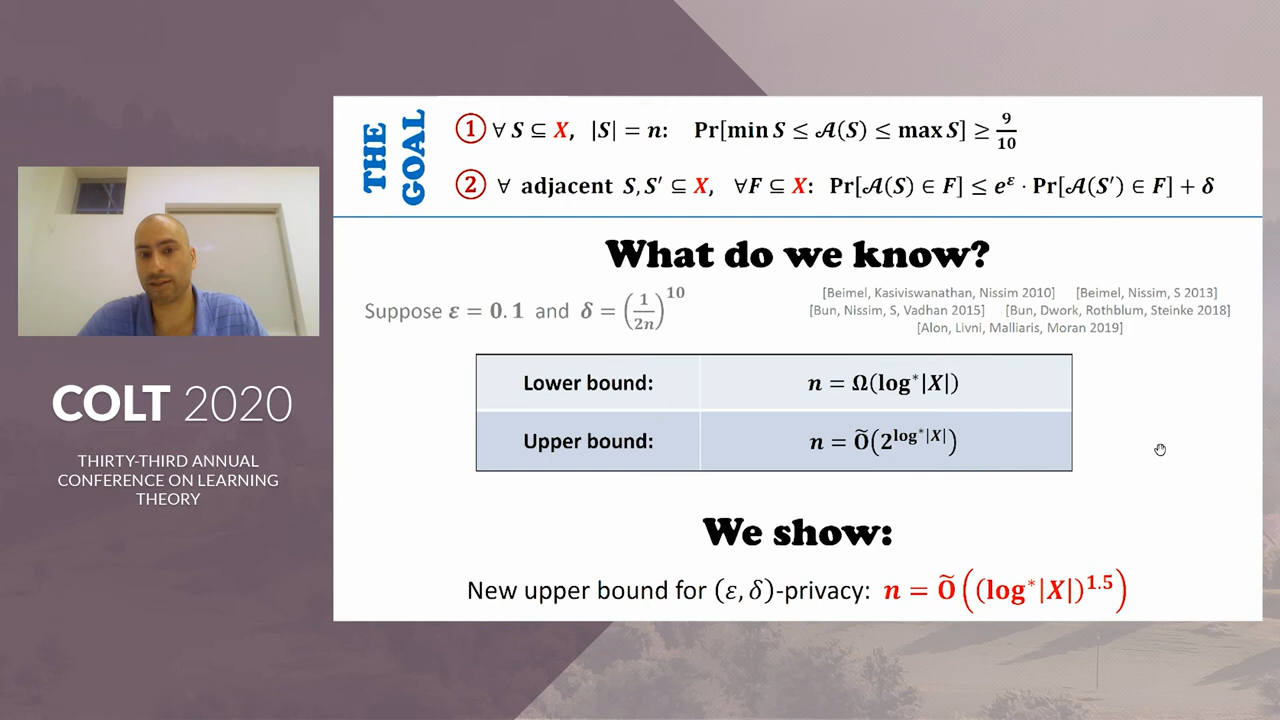 THE GOAL
① ∀ S ⊆ X, |S| = n: Pr[min S ≤ 𝒜(S) ≤ max S] ≥ 9/10
② ∀ adjacent S, S′ ⊆ X, ∀F ⊆ X: Pr[𝒜(S) ∈ F] ≤ e^ε · Pr[𝒜(S′) ∈ F] + δ
What do we know?
Suppose ε = 0.1 and δ = (1/2n)^10
[Beimel, Kasiviswanathan, Nissim 2010] [Beimel, Nissim, S 2013]
[Bun, Nissim, S, Vadhan 2015] [Bun, Dwork, Rothblum, Steinke 2018]
[Alon, Livni, Malliaris, Moran 2019]
Lower bound: n = Ω(log*|X|)
Upper bound: n = Õ(2^log*|X|)
We show:
New upper bound for (ε, δ)-privacy: n = Õ((log*|X|)^1.5)
COLT 2020
THIRTY-THIRD ANNUAL
CONFERENCE ON LEARNING
THEORY